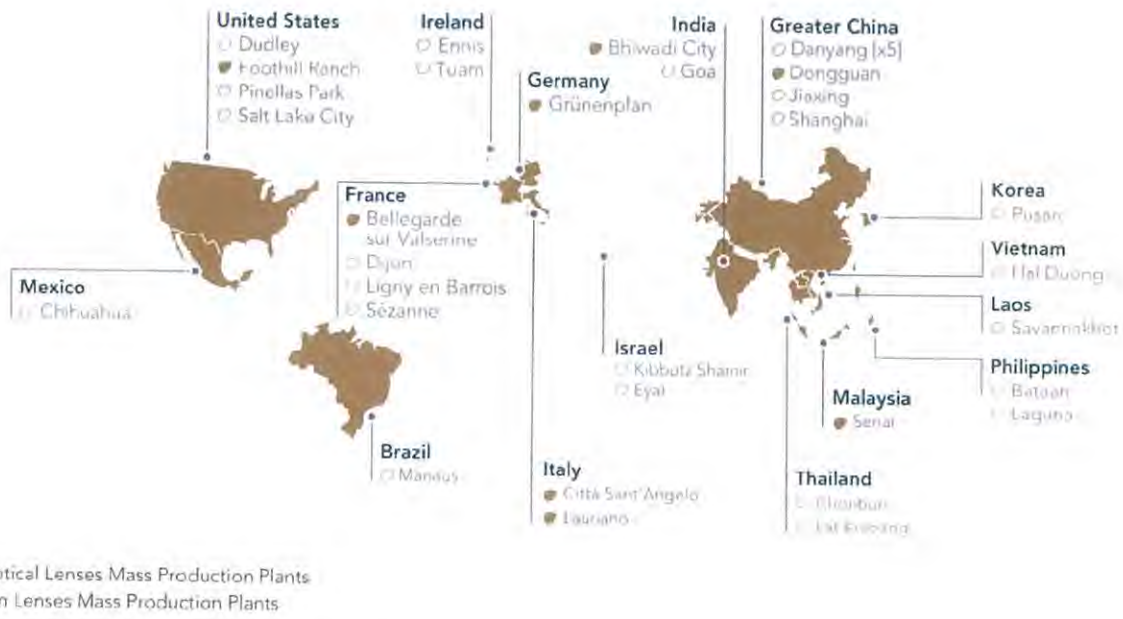 United States
Dudley
Foothill Ranch
Pinellas Park
Salt Lake City
Ireland
Ennis
Tuam
Germany
Grünenplan
India
Bhiwadi City
Goa
Greater China
Danyang (x5)
Dongguan
Jiaxing
Shanghai
France
Bellegarde
sur Valserine
Dijon
Ligny en Barrois
Sézanne
Korea
Pusan
Vietnam
Hai Duong
Laos
Savannakhet
Mexico
Chihuahua
Israel
Kibbutz Shamir
Eyal
Philippines
Bataan
Laguna
Malaysia
Senai
Brazil
Manaus
Italy
Città Sant'Angelo
Lauriano
Thailand
Chonburi
Lat Krabang
Lenses Mass Production Plants
Lenses Mass Production Plants